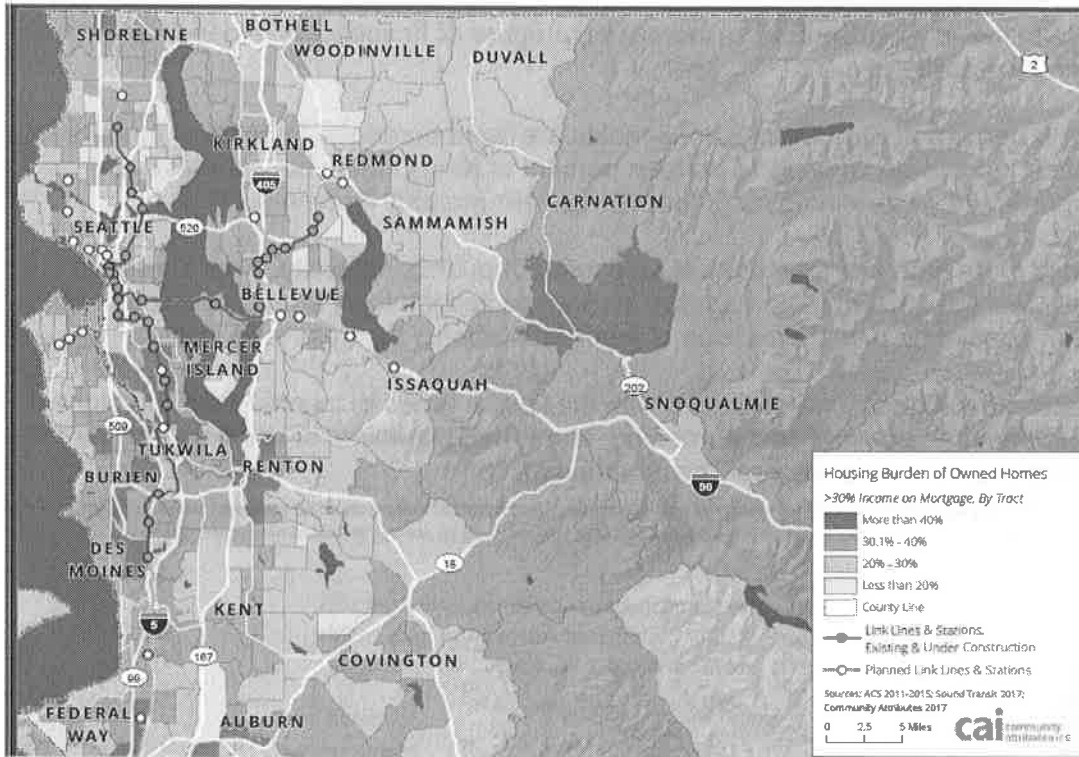 SHORELINE
BOTHELL
WOODINVILLE
DUVALL
2
KIRKLAND
REDMOND
405
CARNATION
SAMMAMISH
SEATTLE
520
BELLEVUE
MERCER
ISLAND
ISSAQUAH
202
SNOQUALMIE
509
TUKWILA
BURIEN
RENTON
90
DES
MOINES
18
KENT
5
167
COVINGTON
99
FEDERAL
WAY
AUBURN
Housing Burden of Owned Homes
>30% Income on Mortgage, By Tract
More than 40%
30.1% - 40%
20% - 30%
Less than 20%
County Line
Link Lines & Stations,
Existing & Under Construction
Planned Link Lines & Stations
Sources: ACS 2011-2015; Sound Transit 2017;
Community Attributes 2017
0 2.5 5 Miles
cai community
attributes inc